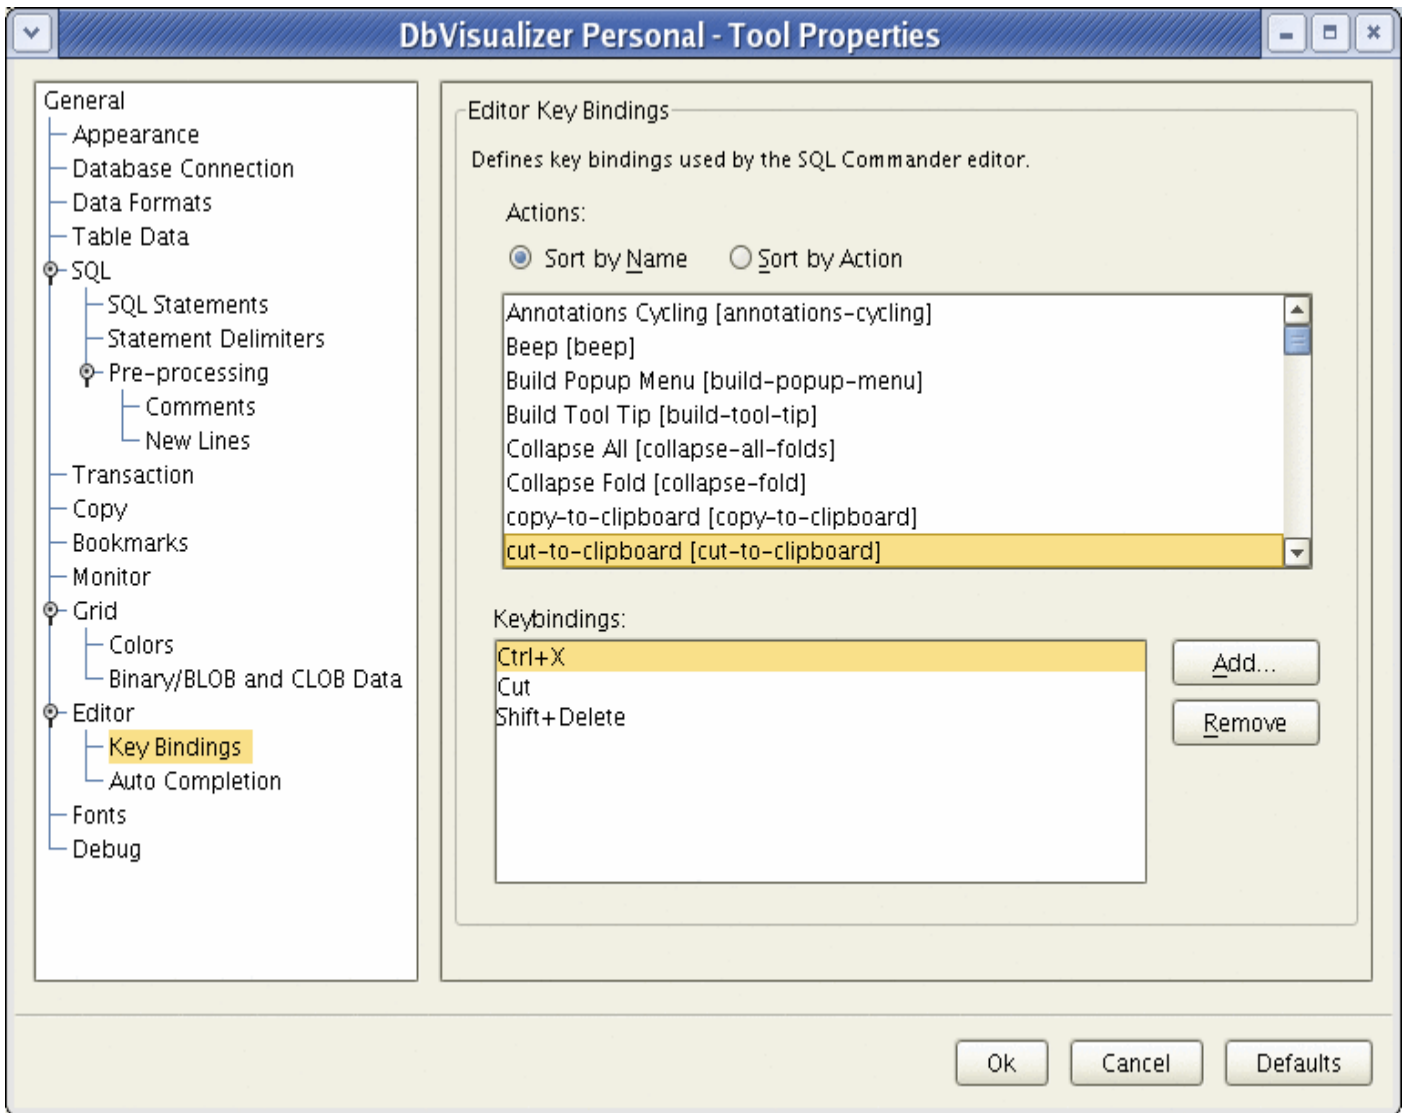 DbVisualizer Personal - Tool Properties
General
Appearance
Database Connection
Data Formats
Table Data
SQL
SQL Statements
Statement Delimiters
Pre-processing
Comments
New Lines
Transaction
Copy
Bookmarks
Monitor
Grid
Colors
Binary/BLOB and CLOB Data
Editor
Key Bindings
Auto Completion
Fonts
Debug
Editor Key Bindings
Defines key bindings used by the SQL Commander editor.
Actions:
Sort by Name Sort by Action
Annotations Cycling [annotations-cycling]
Beep [beep]
Build Popup Menu [build-popup-menu]
Build Tool Tip [build-tool-tip]
Collapse All [collapse-all-folds]
Collapse Fold [collapse-fold]
copy-to-clipboard [copy-to-clipboard]
cut-to-clipboard [cut-to-clipboard]
Keybindings:
Ctrl+X
Cut
Shift+Delete
Add...
Remove
Ok Cancel Defaults